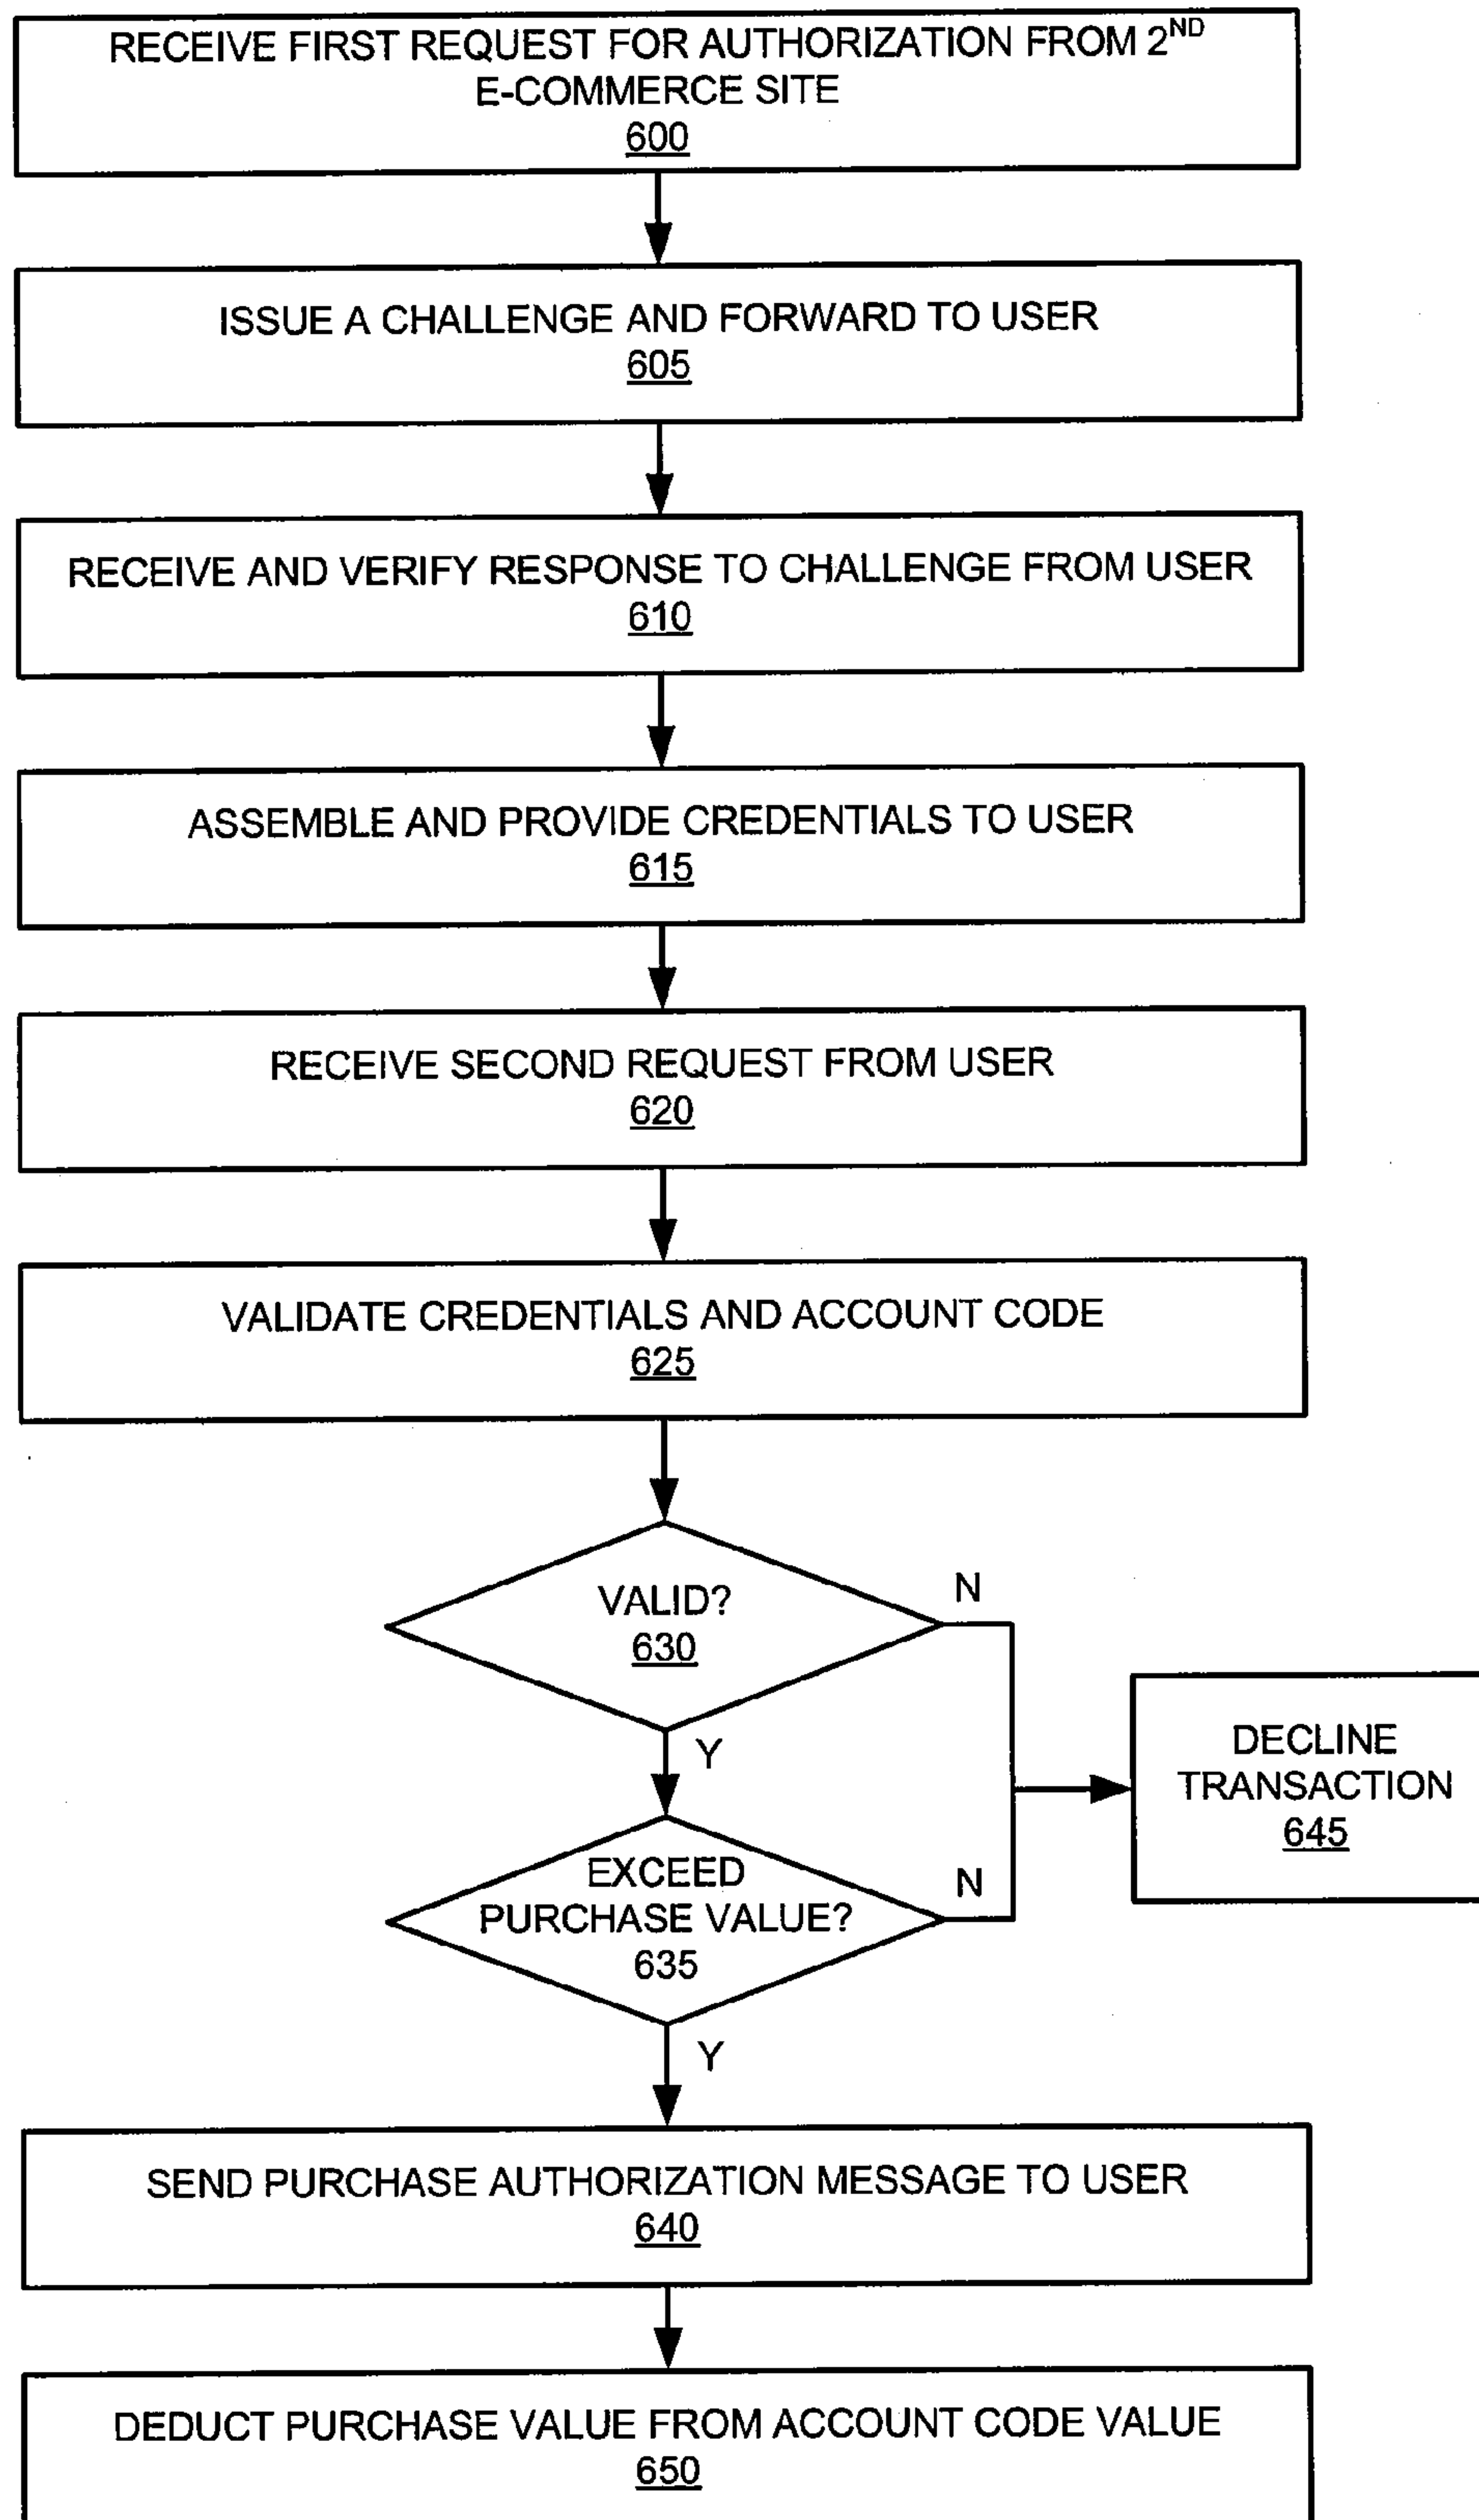 RECEIVE FIRST REQUEST FOR AUTHORIZATION FROM 2ND
E-COMMERCE SITE
600
ISSUE A CHALLENGE AND FORWARD TO USER
605
RECEIVE AND VERIFY RESPONSE TO CHALLENGE FROM USER
610
ASSEMBLE AND PROVIDE CREDENTIALS TO USER
615
RECEIVE SECOND REQUEST FROM USER
620
VALIDATE CREDENTIALS AND ACCOUNT CODE
625
VALID?
630
N
Y
DECLINE
TRANSACTION
645
EXCEED
PURCHASE VALUE?
635
N
Y
SEND PURCHASE AUTHORIZATION MESSAGE TO USER
640
DEDUCT PURCHASE VALUE FROM ACCOUNT CODE VALUE
650